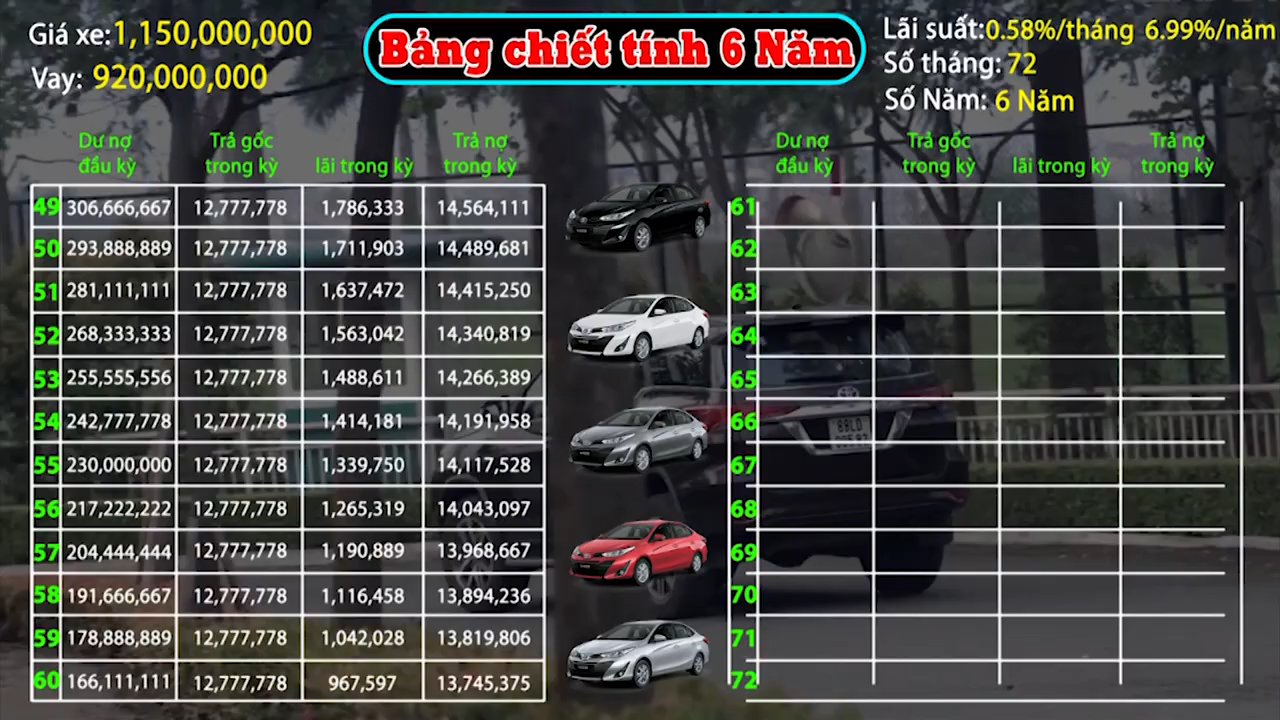 Giá xe:1,150,000,000
Vay: 920,000,000
Bảng chiết tính 6 Năm
Lãi suất:0.58%/tháng 6.99%/năm
Số tháng: 72
Số Năm: 6 Năm
Dư nợ đầu kỳ Trả gốc trong kỳ lãi trong kỳ Trả nợ trong kỳ
49 306,666,667 12,777,778 1,786,333 14,564,111
50 293,888,889 12,777,778 1,711,903 14,489,681
51 281,111,111 12,777,778 1,637,472 14,415,250
52 268,333,333 12,777,778 1,563,042 14,340,819
53 255,555,556 12,777,778 1,488,611 14,266,389
54 242,777,778 12,777,778 1,414,181 14,191,958
55 230,000,000 12,777,778 1,339,750 14,117,528
56 217,222,222 12,777,778 1,265,319 14,043,097
57 204,444,444 12,777,778 1,190,889 13,968,667
58 191,666,667 12,777,778 1,116,458 13,894,236
59 178,888,889 12,777,778 1,042,028 13,819,806
60 166,111,111 12,777,778 967,597 13,745,375
Dư nợ đầu kỳ Trả gốc trong kỳ lãi trong kỳ Trả nợ trong kỳ
61
62
63
64
65
66
67
68
69
70
71
72